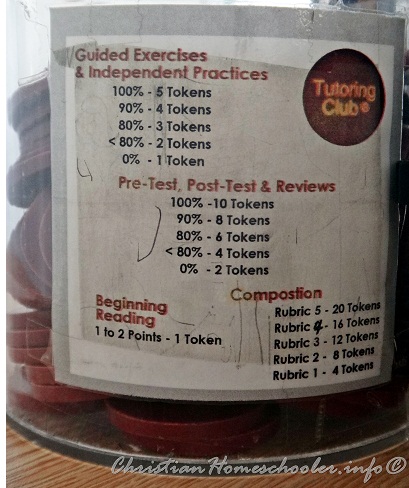 Guided Exercises
& Independent Practices
100% - 5 Tokens
90% - 4 Tokens
80% - 3 Tokens
< 80% - 2 Tokens
0% - 1 Token
Tutoring
Club®
Pre-Test, Post-Test & Reviews
100% -10 Tokens
90% - 8 Tokens
80% - 6 Tokens
< 80% - 4 Tokens
0% - 2 Tokens
Beginning
Reading
1 to 2 Points - 1 Token
Compostion
Rubric 5 - 20 Tokens
Rubric 4 - 16 Tokens
Rubric 3 - 12 Tokens
Rubric 2 - 8 Tokens
Rubric 1 - 4 Tokens
ChristianHomeschooler.info©